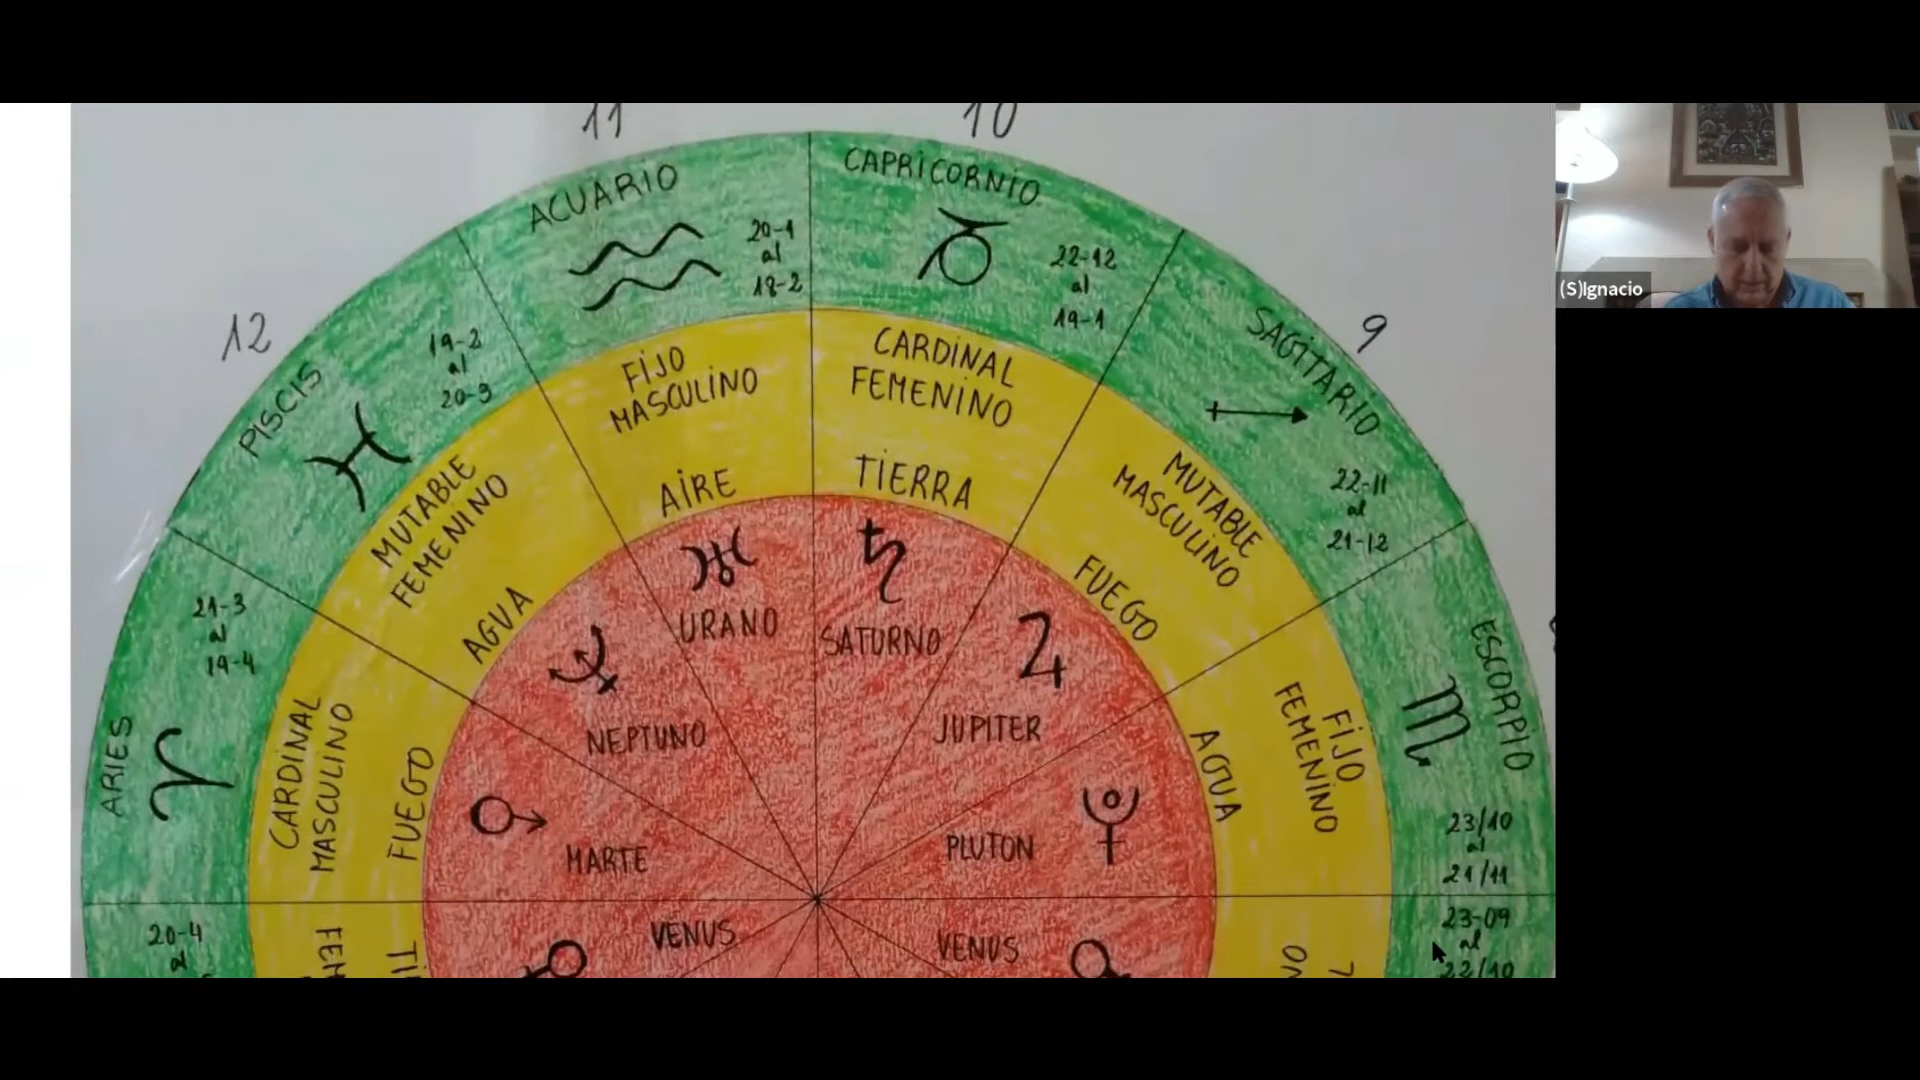 11
10
12
9
ACUARIO
20-1
al
18-2
CAPRICORNIO
22-12
al
19-1
SAGITARIO
22-11
al
21-12
PISCIS
19-2
al
20-3
ARIES
21-3
al
19-4
ESCORPIO
23/10
al
21/11
FIJO
MASCULINO
AIRE
CARDINAL
FEMENINO
TIERRA
MUTABLE
MASCULINO
FUEGO
MUTABLE
FEMENINO
AGUA
CARDINAL
MASCULINO
FUEGO
FIJO
FEMENINO
AGUA
URANO
SATURNO
NEPTUNO
JUPITER
MARTE
PLUTON
VENUS
VENUS
20-4
al
23-09
al
22/10
(S)Ignacio